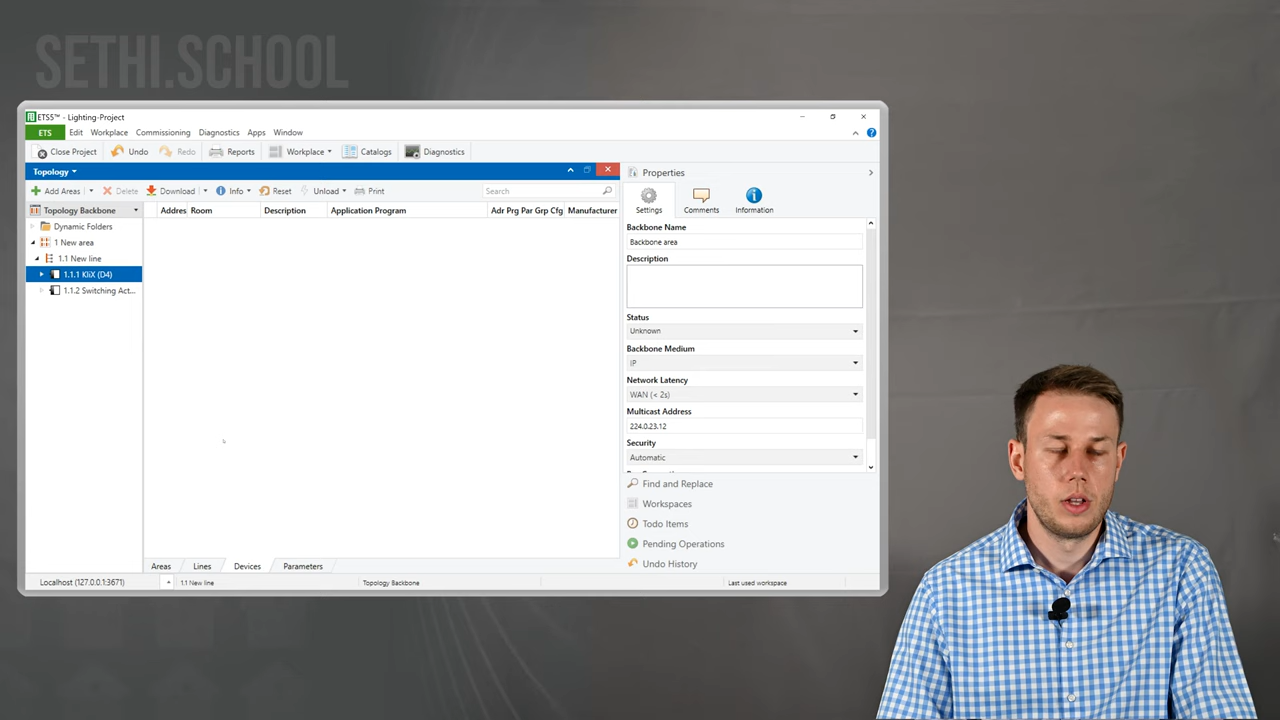 SETHI.SCHOOL
ETS5™ - Lighting-Project
ETS Edit Workplace Commissioning Diagnostics Apps Window
Close Project Undo Redo Reports Workplace Catalogs Diagnostics
Topology
Add Areas Delete Download Info Reset Unload Print Search
Topology Backbone Addres Room Description Application Program Adr Prg Par Grp Cfg Manufacturer
Dynamic Folders
1 New area
1.1 New line
1.1.1 KliX (D4)
1.1.2 Switching Act...
Properties
Settings Comments Information
Backbone Name
Backbone area
Description
Status
Unknown
Backbone Medium
IP
Network Latency
WAN (< 2s)
Multicast Address
224.0.23.12
Security
Automatic
Find and Replace
Workspaces
Todo Items
Pending Operations
Undo History
Areas Lines Devices Parameters
Localhost (127.0.0.1:3671) 1.1 New line Topology Backbone Last used workspace